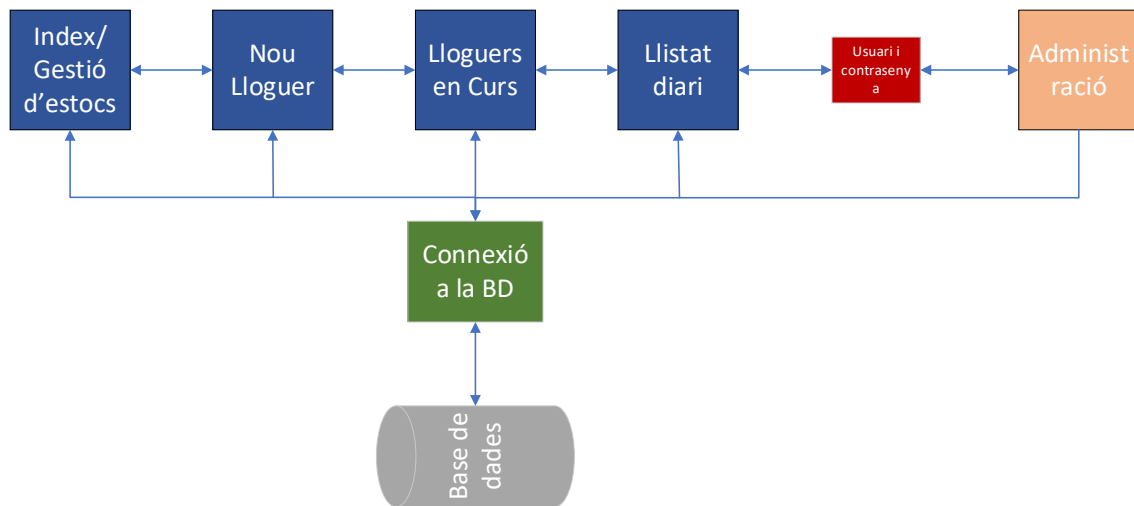 Index/
Gestió
d’estocs
Nou
Lloguer
Lloguers
en Curs
Llistat
diari
Usuari i
contraseny
a
Administ
ració
Connexió
a la BD
Base de
dades